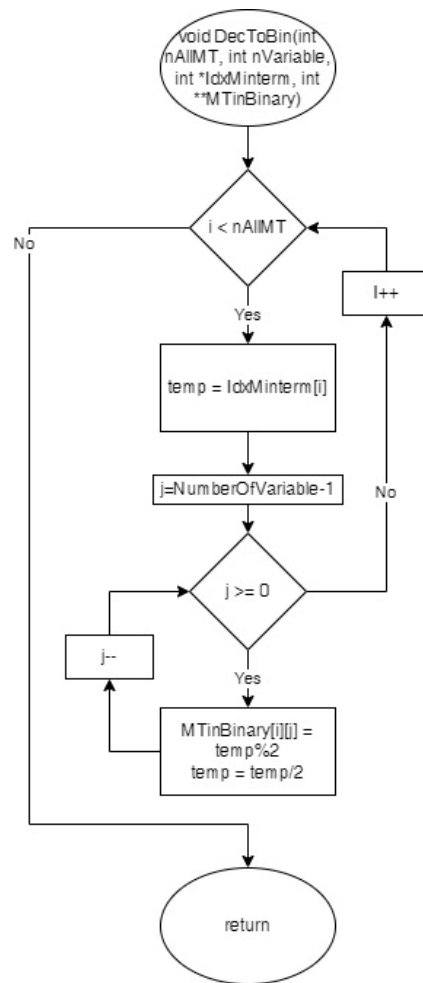 void DecToBin(int
nAllMT, int nVariable,
int *IdxMinterm, int
**MTinBinary)
i < nAllMT
No
I++
Yes
temp = IdxMinterm[i]
j=NumberOfVariable-1
No
j >= 0
j--
Yes
MTinBinary[i][j] =
temp%2
temp = temp/2
return